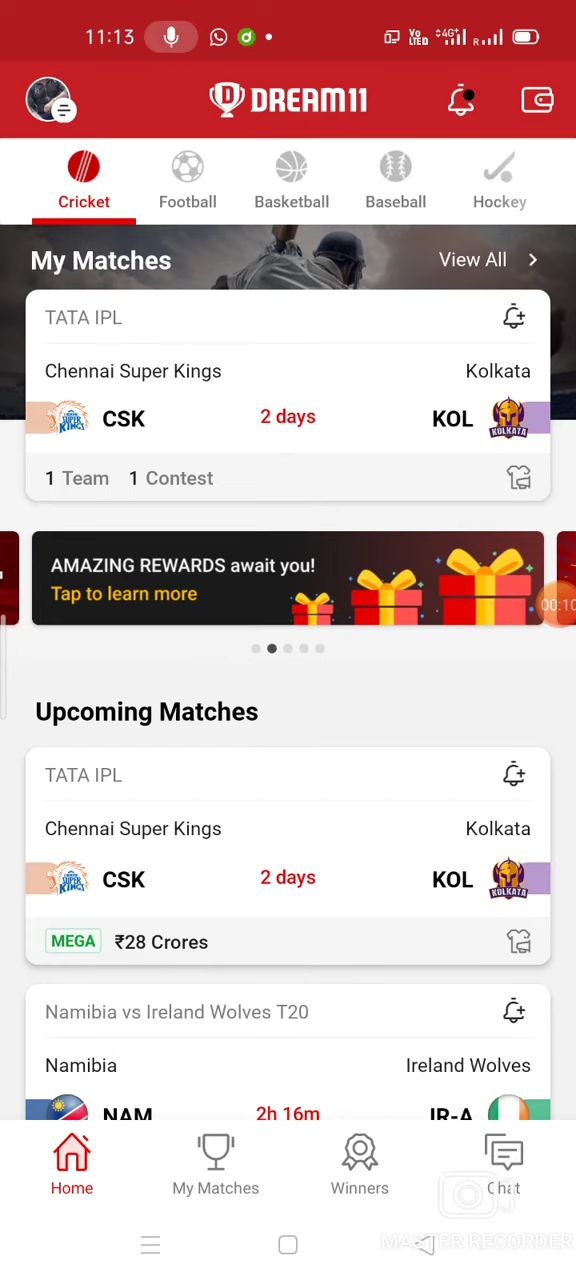 11:13
Vo LTED 4G+ R
DREAM11
Cricket Football Basketball Baseball Hockey
My Matches View All
TATA IPL
Chennai Super Kings Kolkata
CSK 2 days KOL
1 Team 1 Contest
AMAZING REWARDS await you!
Tap to learn more
00:10
Upcoming Matches
TATA IPL
Chennai Super Kings Kolkata
CSK 2 days KOL
MEGA ₹28 Crores
Namibia vs Ireland Wolves T20
Namibia Ireland Wolves
NAM 2h 16m IR-A
Home My Matches Winners Chat
MASTER RECORDER